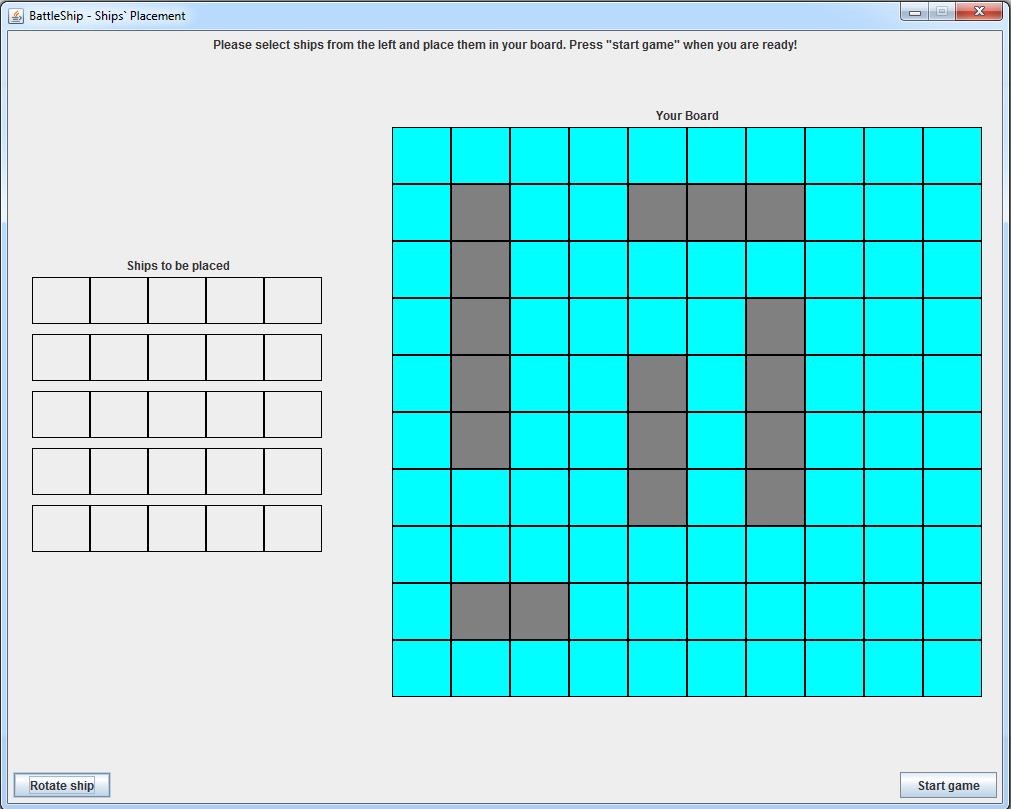 BattleShip - Ships` Placement
Please select ships from the left and place them in your board. Press "start game" when you are ready!
Your Board
Ships to be placed
Rotate ship
Start game